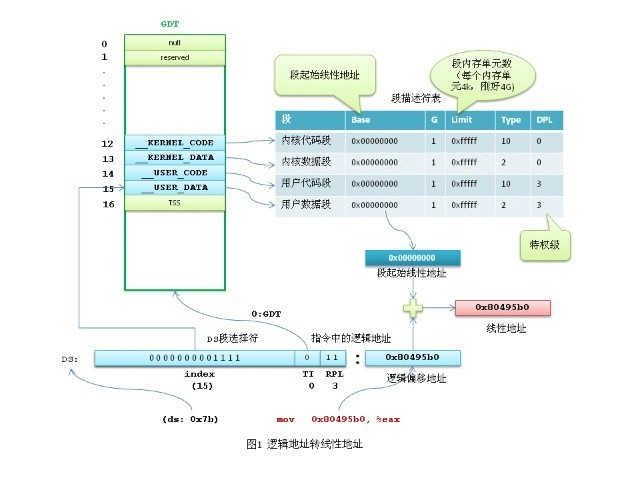 GDT
0 null
1 reserved
.
.
.
.
段起始线性地址
段内存单元数
（每个内存单
元4k，刚好4G)
段描述符表
段 Base G Limit Type DPL
12 __KERNEL_CODE 内核代码段 0x00000000 1 0xfffff 10 0
13 __KERNEL_DATA 内核数据段 0x00000000 1 0xfffff 2 0
14 __USER_CODE 用户代码段 0x00000000 1 0xfffff 10 3
15 __USER_DATA 用户数据段 0x00000000 1 0xfffff 2 3
16 TSS
特权级
0x00000000
段起始线性地址
0:GDT
0x80495b0
线性地址
DS段选择符 指令中的逻辑地址
DS: 0000000001111 0 11 : 0x80495b0
index TI RPL 逻辑偏移地址
(15) 0 3
(ds: 0x7b) mov 0x80495b0, %eax
图1 逻辑地址转线性地址